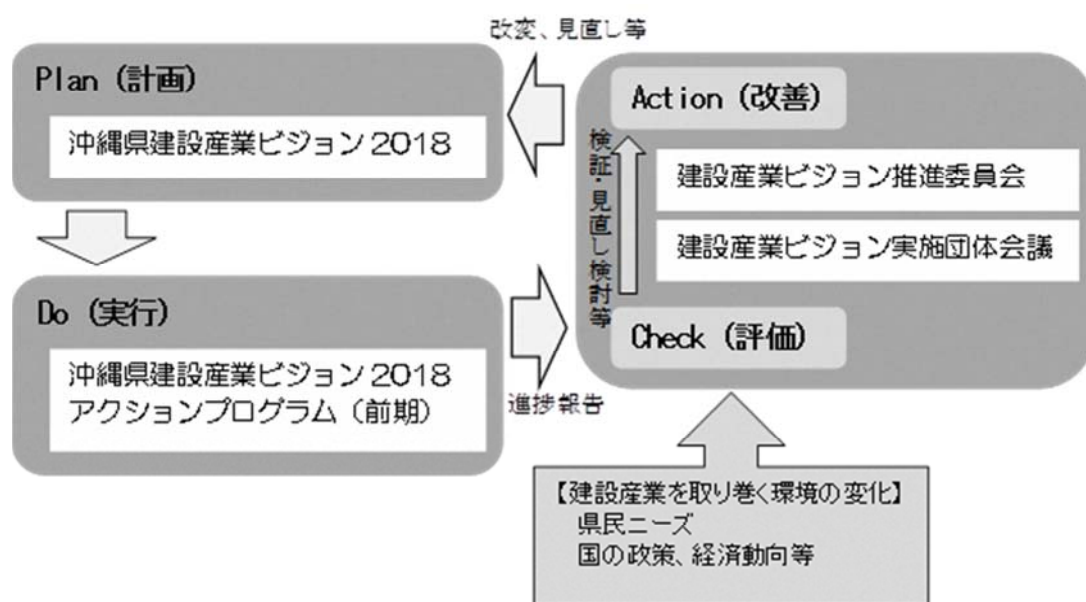 改変、見直し等
Plan（計画）
沖縄県建設産業ビジョン2018
Do（実行）
沖縄県建設産業ビジョン2018
アクションプログラム（前期）
進捗報告
Action（改善）
検証・見直し検討等
建設産業ビジョン推進委員会
建設産業ビジョン実施団体会議
Check（評価）
【建設産業を取り巻く環境の変化】
県民ニーズ
国の政策、経済動向等